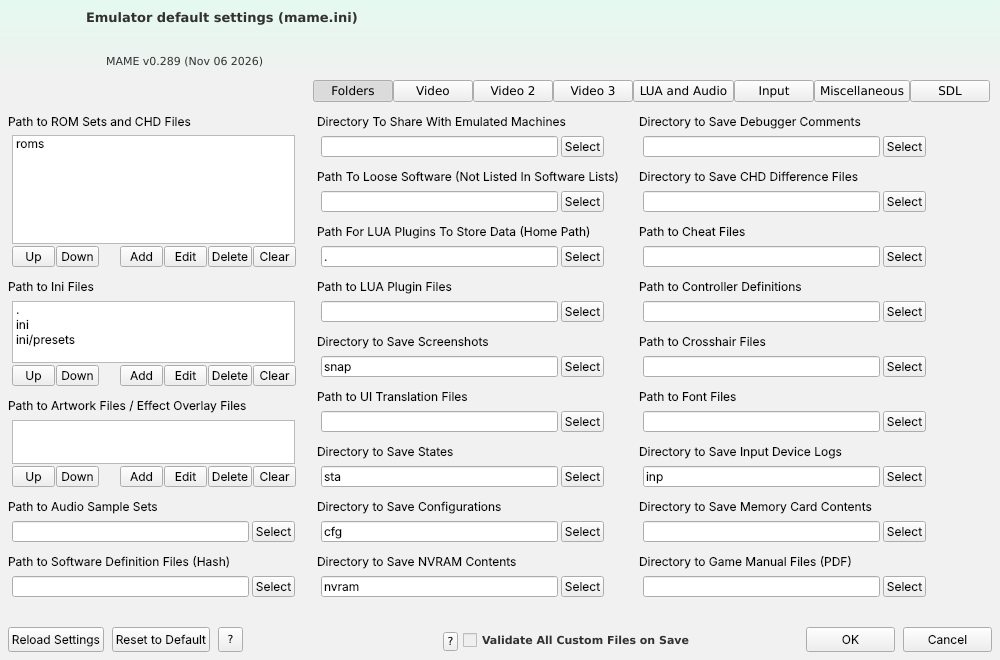 Emulator default settings (mame.ini)
MAME v0.289 (Nov 06 2026)
Folders Video Video 2 Video 3 LUA and Audio Input Miscellaneous SDL
Path to ROM Sets and CHD Files
roms
Up Down Add Edit Delete Clear
Path to Ini Files
.
ini
ini/presets
Up Down Add Edit Delete Clear
Path to Artwork Files / Effect Overlay Files
Up Down Add Edit Delete Clear
Path to Audio Sample Sets
Select
Path to Software Definition Files (Hash)
Select
Directory To Share With Emulated Machines
Select
Path To Loose Software (Not Listed In Software Lists)
Select
Path For LUA Plugins To Store Data (Home Path)
. Select
Path to LUA Plugin Files
Select
Directory to Save Screenshots
snap Select
Path to UI Translation Files
Select
Directory to Save States
sta Select
Directory to Save Configurations
cfg Select
Directory to Save NVRAM Contents
nvram Select
Directory to Save Debugger Comments
Select
Directory to Save CHD Difference Files
Select
Path to Cheat Files
Select
Path to Controller Definitions
Select
Path to Crosshair Files
Select
Path to Font Files
Select
Directory to Save Input Device Logs
inp Select
Directory to Save Memory Card Contents
Select
Directory to Game Manual Files (PDF)
Select
Reload Settings Reset to Default ? ? Validate All Custom Files on Save OK Cancel